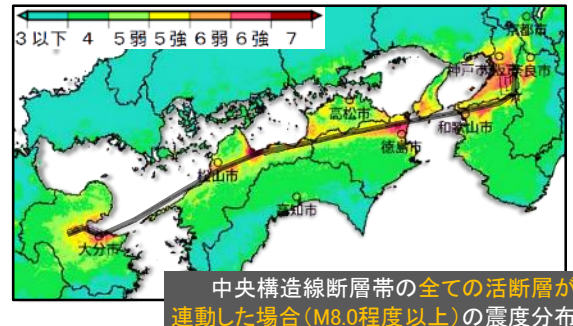 3以下 4 5弱 5強 6弱 6強 7
京都市
神戸市 大阪市 奈良市
高松市
和歌山市
徳島市
松山市
高知市
大分市
中央構造線断層帯の全ての活断層が
連動した場合(M8.0程度以上)の震度分布